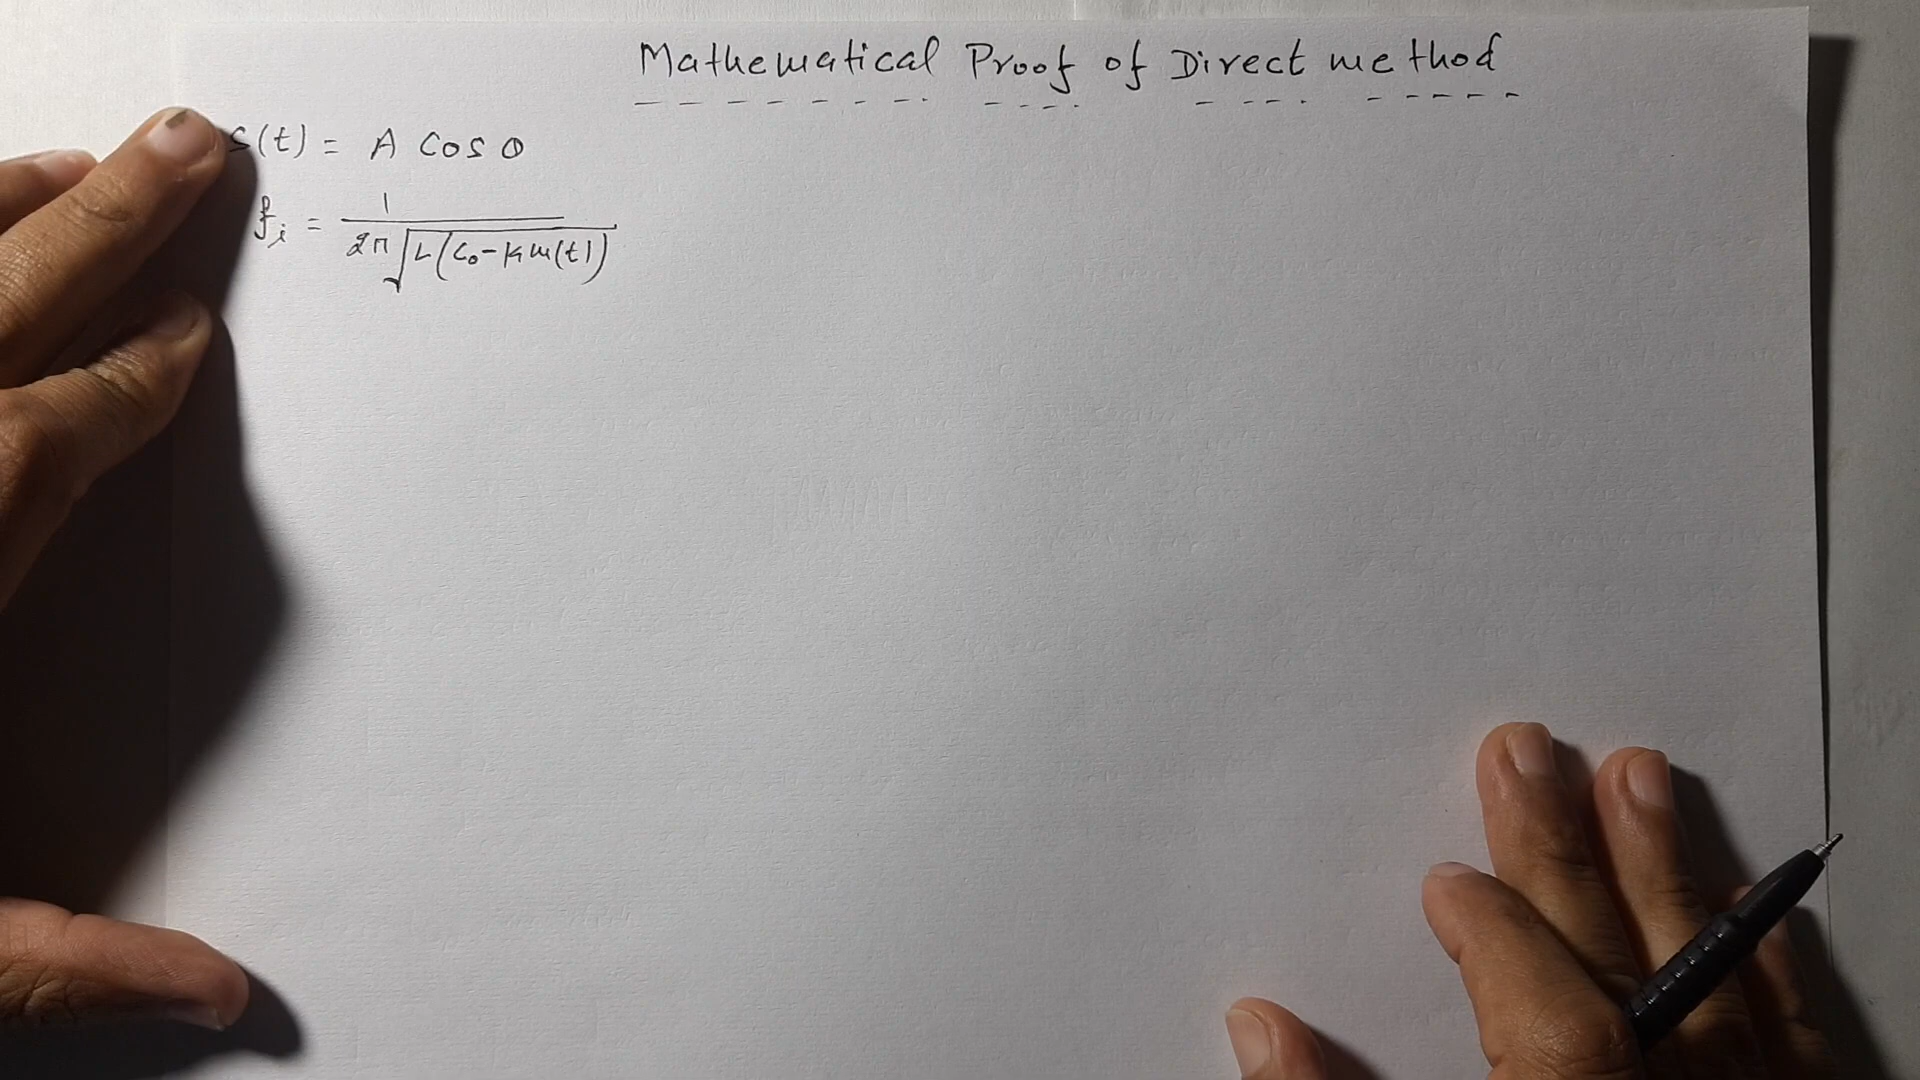 Mathematical Proof of Direct method
s(t) = A Cos θ
fi = 1 / 2π√L(C₀-Km(t))